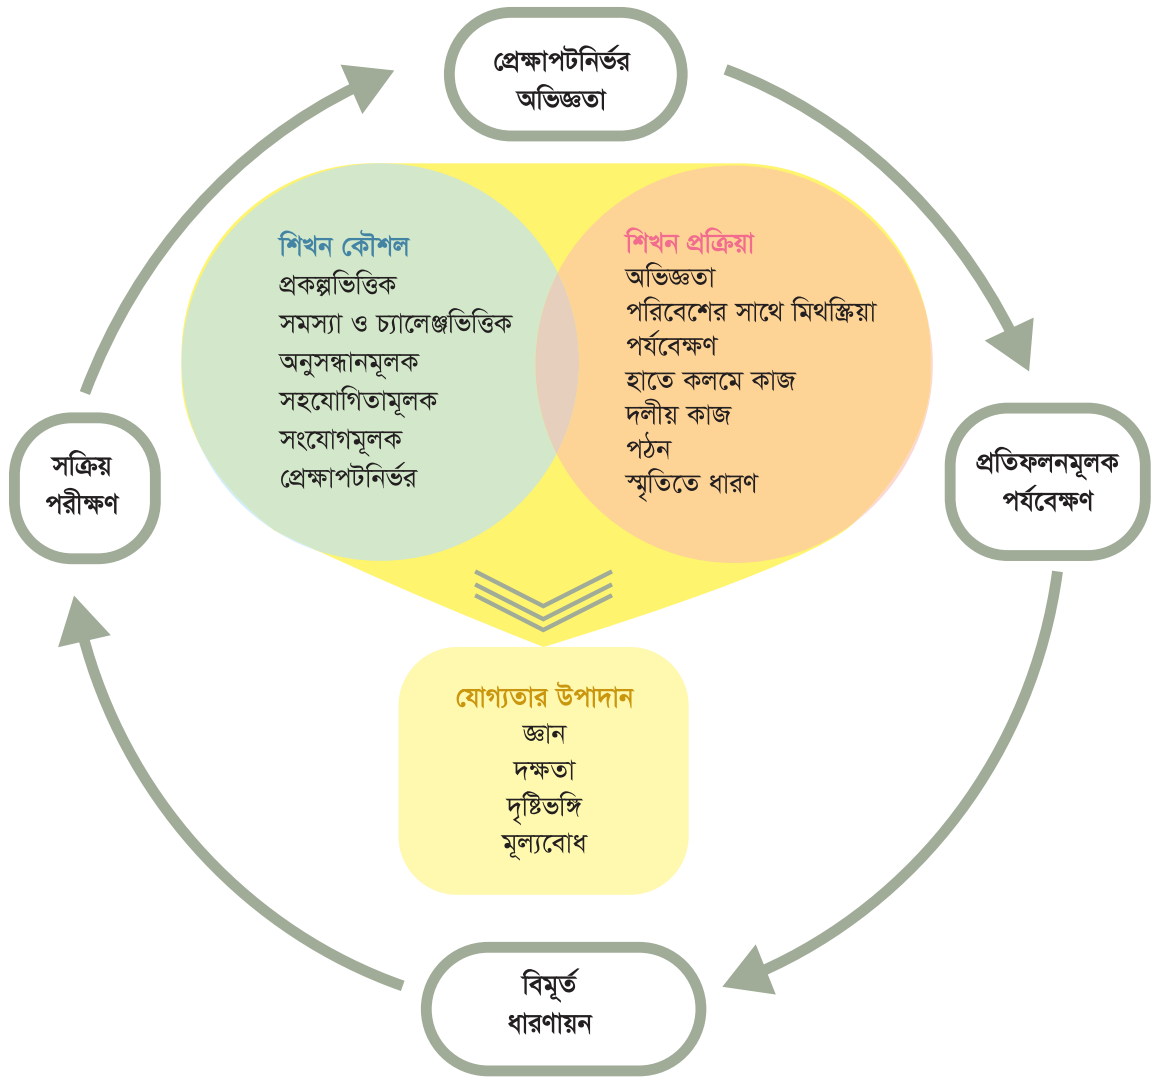 প্রেক্ষাপটনির্ভর
অভিজ্ঞতা
শিখন কৌশল
প্রকল্পভিত্তিক
সমস্যা ও চ্যালেঞ্জভিত্তিক
অনুসন্ধানমূলক
সহযোগিতামূলক
সংযোগমূলক
প্রেক্ষাপটনির্ভর
শিখন প্রক্রিয়া
অভিজ্ঞতা
পরিবেশের সাথে মিথস্ক্রিয়া
পর্যবেক্ষণ
হাতে কলমে কাজ
দলীয় কাজ
পঠন
স্মৃতিতে ধারণ
সক্রিয়
পরীক্ষণ
প্রতিফলনমূলক
পর্যবেক্ষণ
যোগ্যতার উপাদান
জ্ঞান
দক্ষতা
দৃষ্টিভঙ্গি
মূল্যবোধ
বিমূর্ত
ধারণায়ন